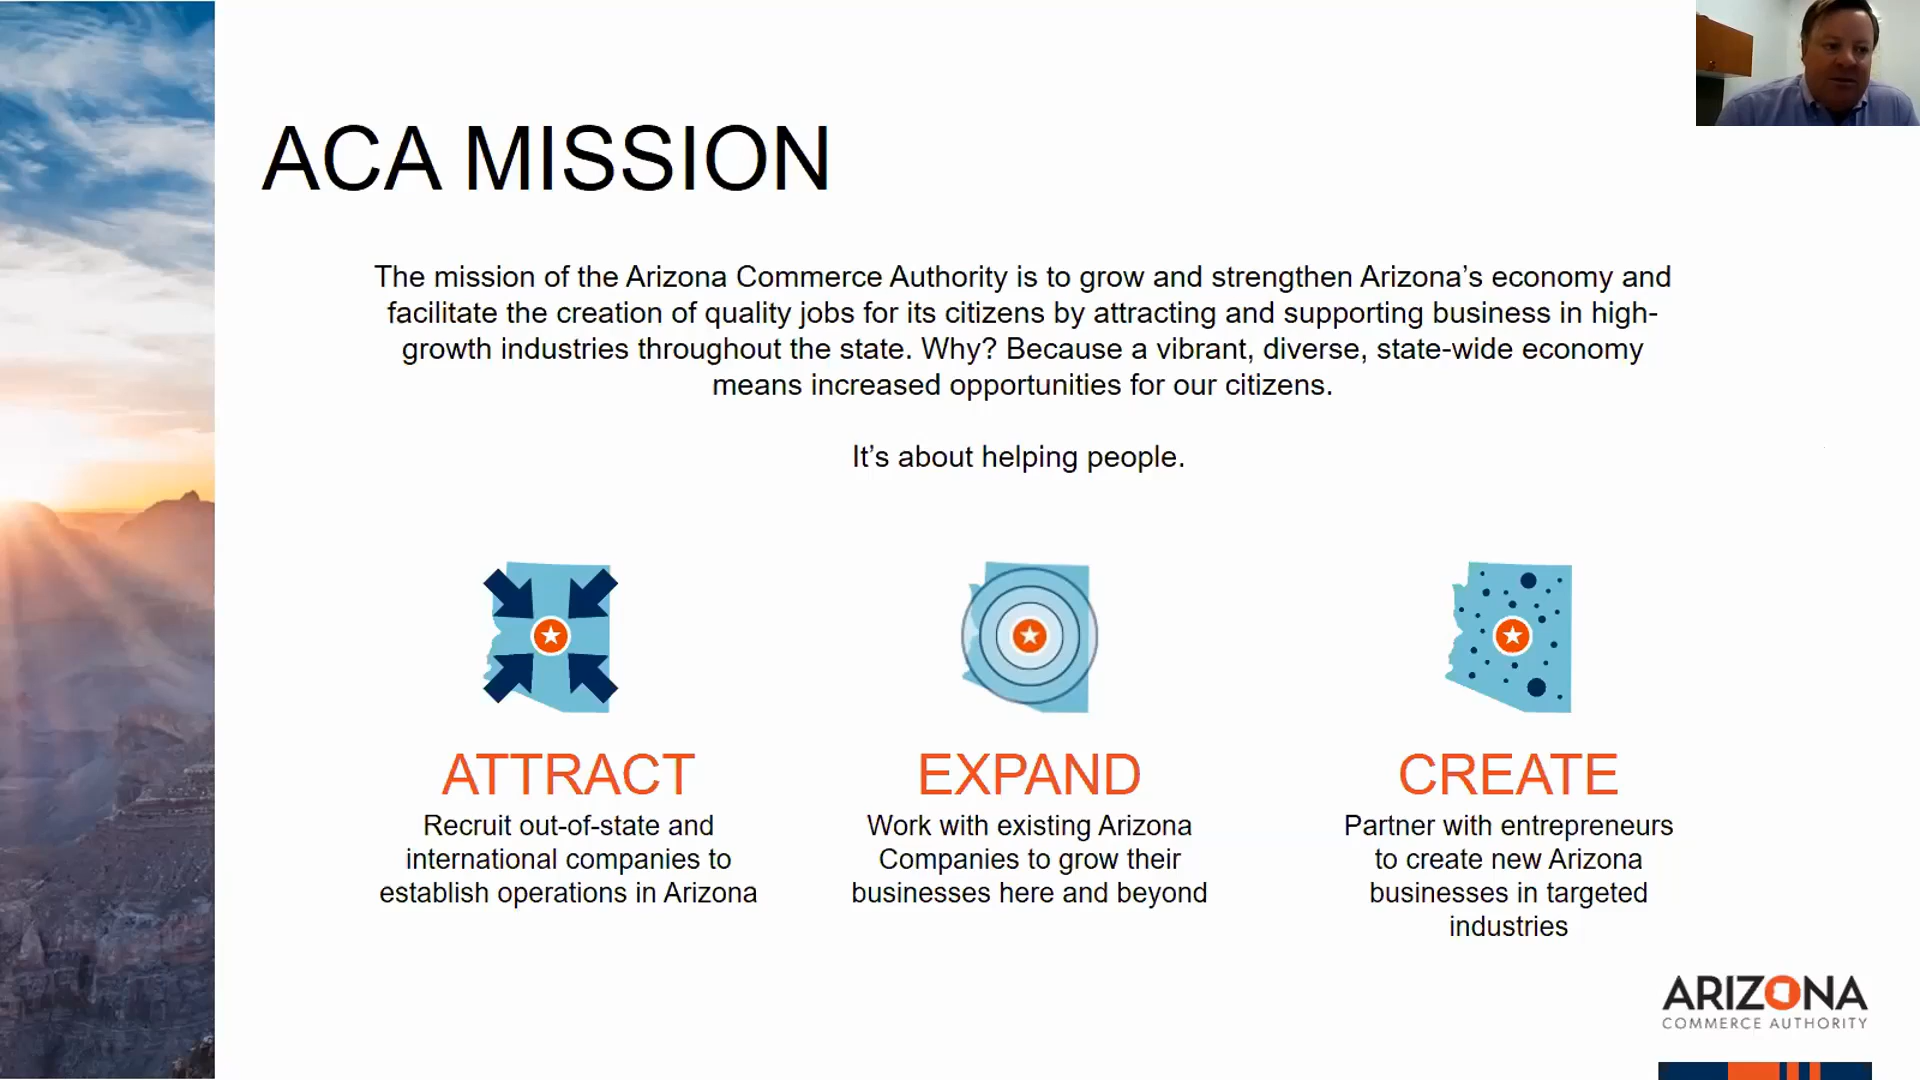 ACA MISSION
The mission of the Arizona Commerce Authority is to grow and strengthen Arizona’s economy and
facilitate the creation of quality jobs for its citizens by attracting and supporting business in high-
growth industries throughout the state. Why? Because a vibrant, diverse, state-wide economy
means increased opportunities for our citizens.
It’s about helping people.
ATTRACT
Recruit out-of-state and
international companies to
establish operations in Arizona
EXPAND
Work with existing Arizona
Companies to grow their
businesses here and beyond
CREATE
Partner with entrepreneurs
to create new Arizona
businesses in targeted
industries
ARIZONA
COMMERCE AUTHORITY